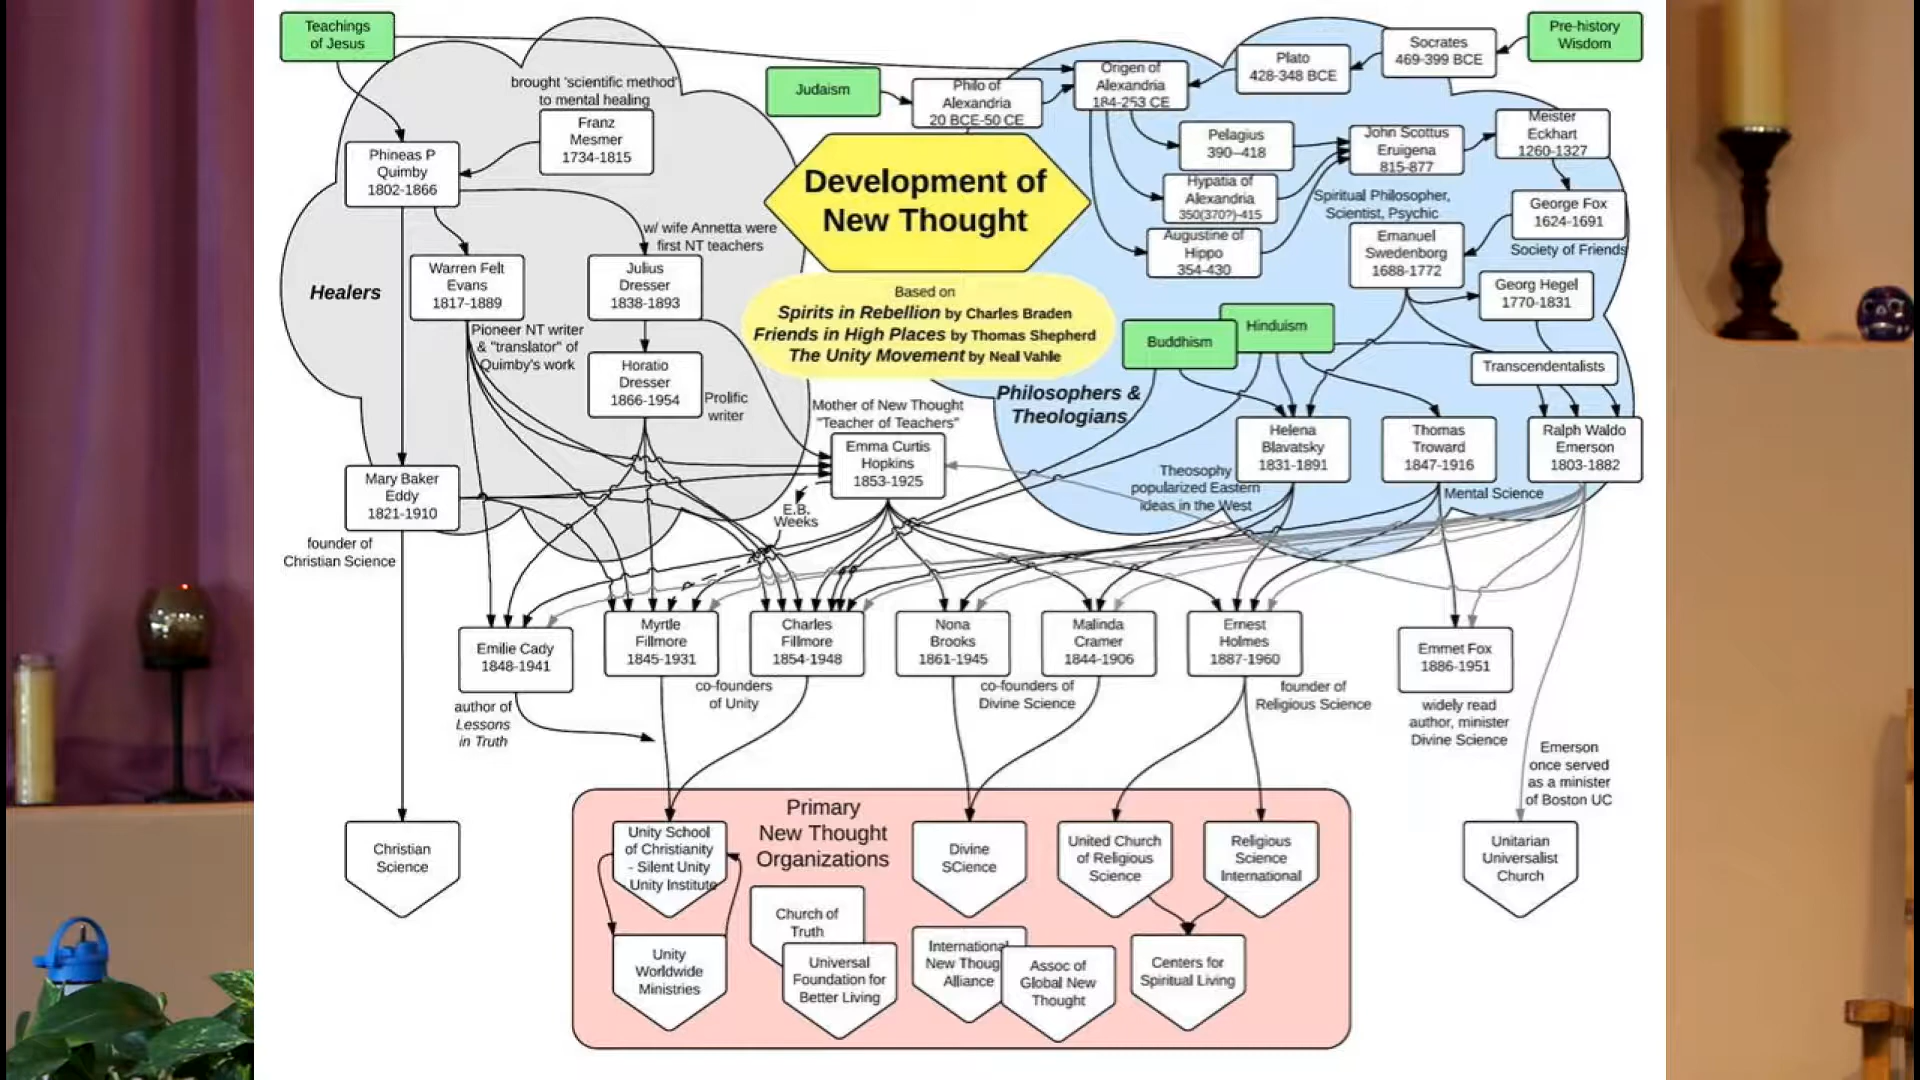 Teachings
of Jesus
Pre-history
Wisdom
Socrates
469-399 BCE
Plato
428-348 BCE
Origen of
Alexandria
184-253 CE
Judaism
Philo of
Alexandria
20 BCE-50 CE
brought 'scientific method'
to mental healing
Franz
Mesmer
1734-1815
Phineas P
Quimby
1802-1866
Development of
New Thought
Pelagius
390--418
John Scottus
Eruigena
815-877
Meister
Eckhart
1260-1327
Hypatia of
Alexandria
350(370?)-415
Spiritual Philosopher,
Scientist, Psychic
George Fox
1624-1691
Society of Friends
Augustine of
Hippo
354-430
Emanuel
Swedenborg
1688-1772
Georg Hegel
1770-1831
w/ wife Annetta were
first NT teachers
Healers
Warren Felt
Evans
1817-1889
Julius
Dresser
1838-1893
Based on
Spirits in Rebellion by Charles Braden
Friends in High Places by Thomas Shepherd
The Unity Movement by Neal Vahle
Hinduism
Buddhism
Transcendentalists
Pioneer NT writer
& "translator" of
Quimby's work
Horatio
Dresser
1866-1954
Prolific
writer
Philosophers &
Theologians
Mother of New Thought
"Teacher of Teachers"
Emma Curtis
Hopkins
1853-1925
Helena
Blavatsky
1831-1891
Thomas
Troward
1847-1916
Ralph Waldo
Emerson
1803-1882
Mary Baker
Eddy
1821-1910
E.B.
Weeks
Theosophy
popularized Eastern
ideas in the West
Mental Science
founder of
Christian Science
Emilie Cady
1848-1941
Myrtle
Fillmore
1845-1931
Charles
Fillmore
1854-1948
Nona
Brooks
1861-1945
Malinda
Cramer
1844-1906
Ernest
Holmes
1887-1960
Emmet Fox
1886-1951
author of
Lessons
in Truth
co-founders
of Unity
co-founders of
Divine Science
founder of
Religious Science
widely read
author, minister
Divine Science
Emerson
once served
as a minister
of Boston UC
Christian
Science
Primary
New Thought
Organizations
Unity School
of Christianity
- Silent Unity
- Unity Institute
Divine
SCience
United Church
of Religious
Science
Religious
Science
International
Unitarian
Universalist
Church
Church of
Truth
Unity
Worldwide
Ministries
Universal
Foundation for
Better Living
International
New Thoug
Alliance
Assoc of
Global New
Thought
Centers for
Spiritual Living